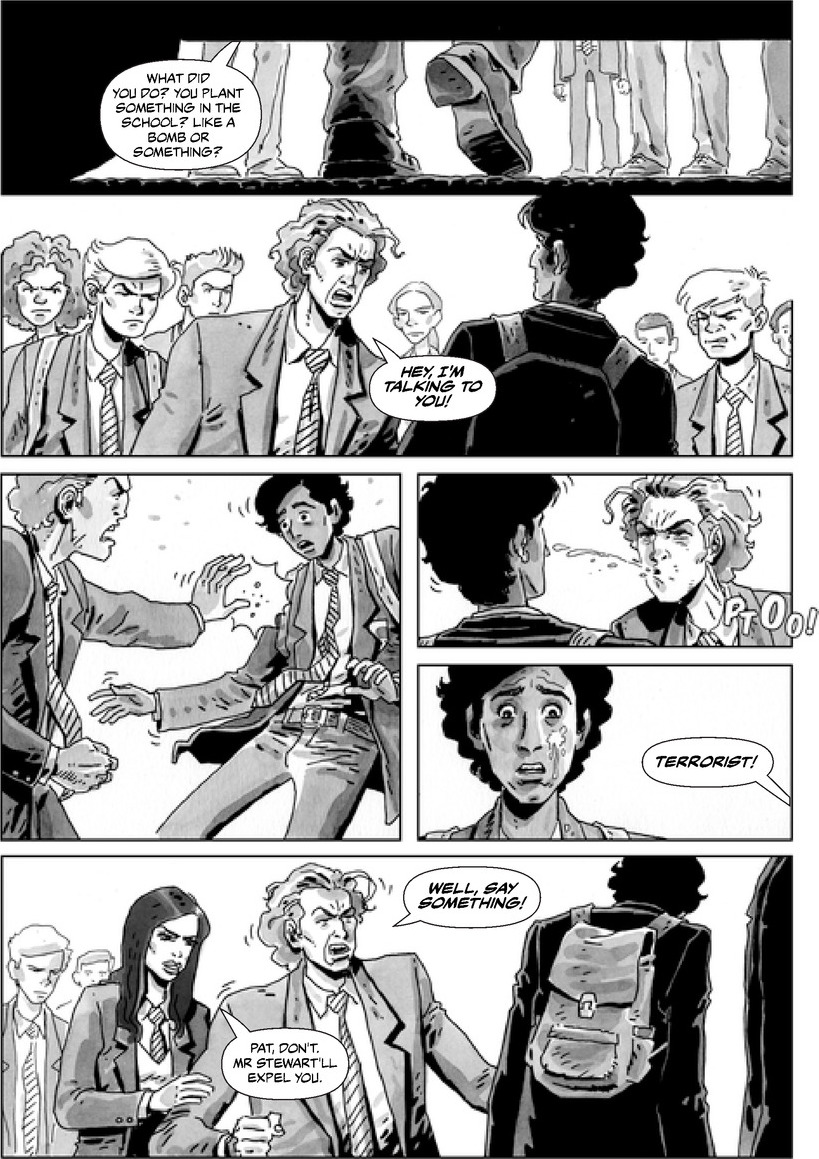 WHAT DID
YOU DO? YOU PLANT
SOMETHING IN THE
SCHOOL? LIKE A
BOMB OR
SOMETHING?
HEY, I'M
TALKING TO
YOU!
PTOO!
TERRORIST!
WELL, SAY
SOMETHING!
PAT, DON'T.
MR STEWART'LL
EXPEL YOU.